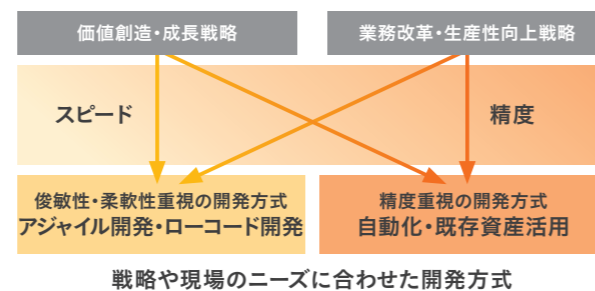 価値創造・成長戦略
業務改革・生産性向上戦略
スピード
精度
俊敏性・柔軟性重視の開発方式
アジャイル開発・ローコード開発
精度重視の開発方式
自動化・既存資産活用
戦略や現場のニーズに合わせた開発方式